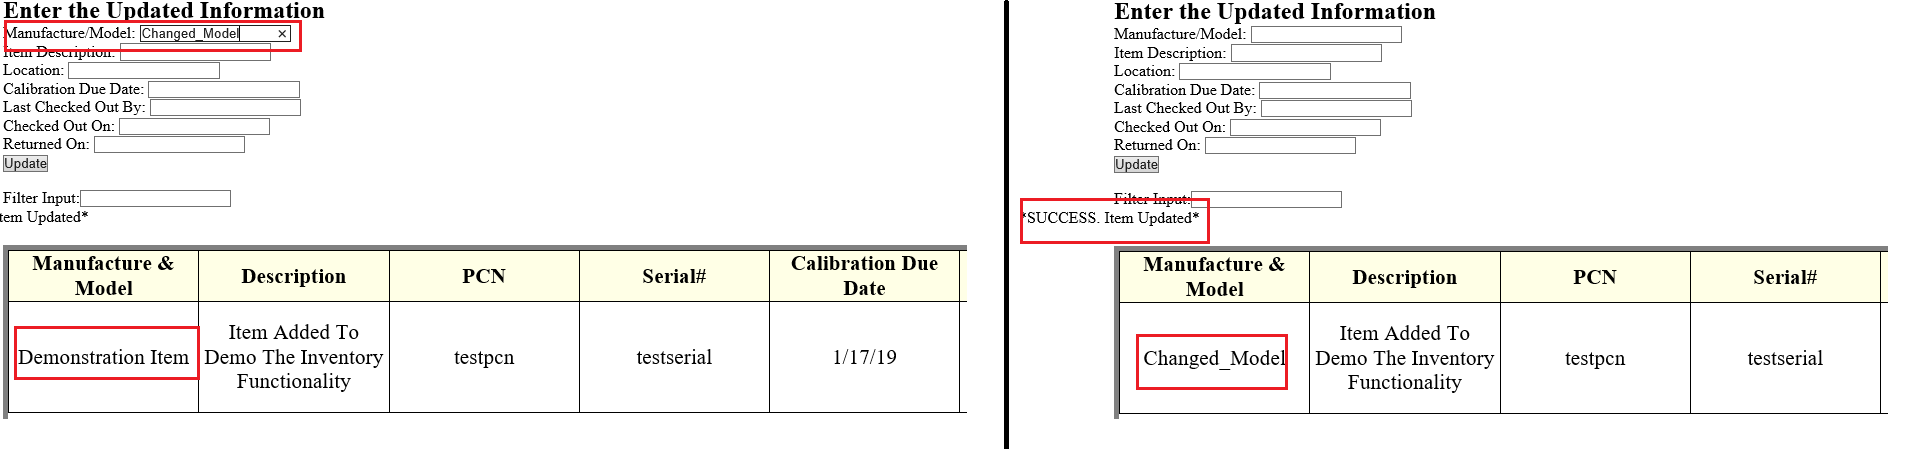 Enter the Updated Information
Manufacture/Model: Changed_Model ×
Item Description:
Location:
Calibration Due Date:
Last Checked Out By:
Checked Out On:
Returned On:
Update
Filter Input:
tem Updated*
Manufacture &
Model
Description
PCN
Serial#
Calibration Due
Date
Demonstration Item
Item Added To
Demo The Inventory
Functionality
testpcn
testserial
1/17/19
Enter the Updated Information
Manufacture/Model:
Item Description:
Location:
Calibration Due Date:
Last Checked Out By:
Checked Out On:
Returned On:
Update
Filter Input:
*SUCCESS. Item Updated*
Manufacture &
Model
Description
PCN
Serial#
Changed_Model
Item Added To
Demo The Inventory
Functionality
testpcn
testserial